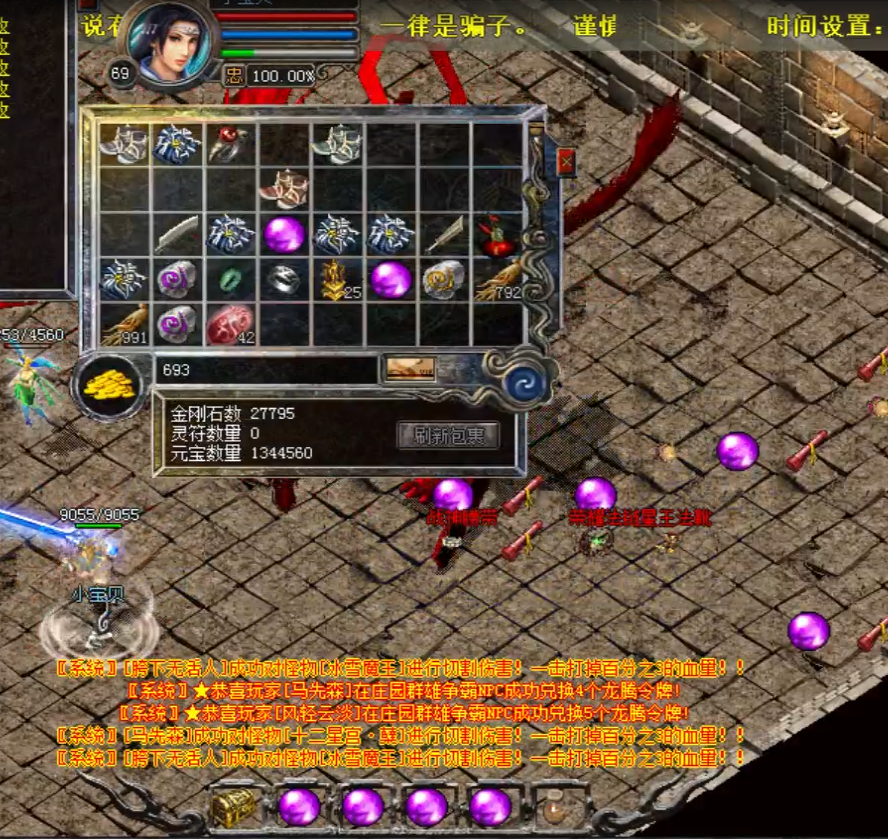 说 一律是骗子。 谨慎 时间设置:
69
忠 100.00%
25
792
991
42
693
金刚石数 27795
灵符数量 0
刷新包裹
元宝数量 1344560
53/4560
9055/9055
小宝贝
〖系统〗[胯下无活人]成功对怪物[冰雪魔王]进行切割伤害!一击打掉百分之3的血量!!
〖系统〗★恭喜玩家[马先森]在庄园群雄争霸NPC成功兑换4个龙腾令牌!
〖系统〗★恭喜玩家[风轻云淡]在庄园群雄争霸NPC成功兑换5个龙腾令牌!
〖系统〗[马先森]成功对怪物[十二星宫·]进行切割伤害!一击打掉百分之3的血量!!
〖系统〗[胯下无活人]成功对怪物[冰雪魔王]进行切割伤害!一击打掉百分之3的血量!!